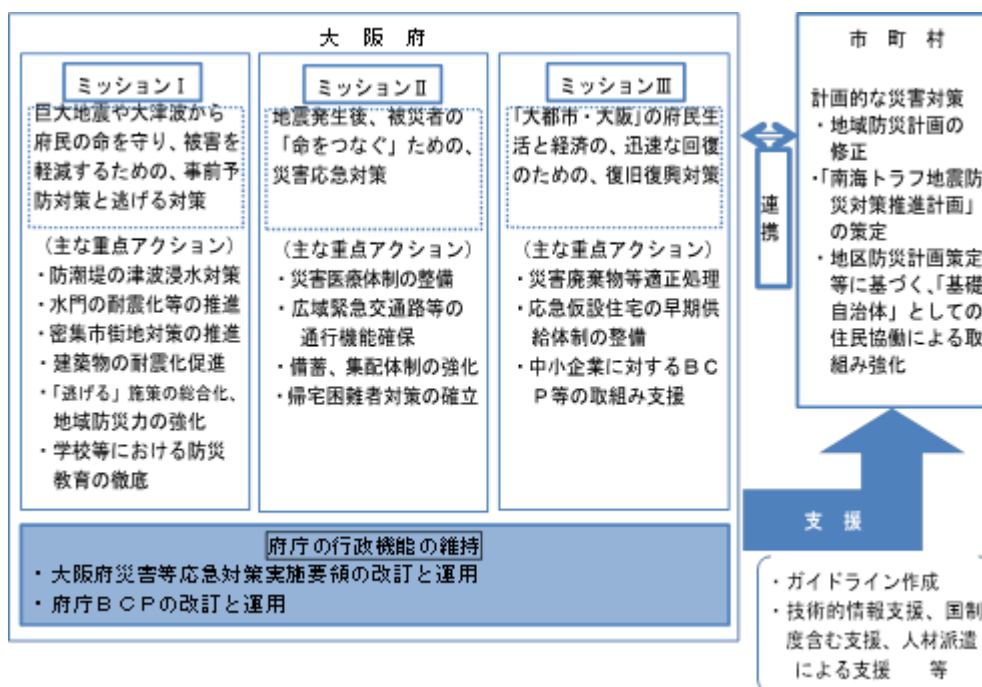 大阪府
ミッションⅠ
巨大地震や大津波から
府民の命を守り、被害を
軽減するための、事前予
防対策と逃げる対策
（主な重点アクション）
・防潮堤の津波浸水対策
・水門の耐震化等の推進
・密集市街地対策の推進
・建築物の耐震化促進
・「逃げる」施策の総合化、
地域防災力の強化
・学校等における防災
教育の徹底
ミッションⅡ
地震発生後、被災者の
「命をつなぐ」ための、
災害応急対策
（主な重点アクション）
・災害医療体制の整備
・広域緊急交通路等の
通行機能確保
・備蓄、集配体制の強化
・帰宅困難者対策の確立
ミッションⅢ
「大都市・大阪」の府民生
活と経済の、迅速な回復
のための、復旧復興対策
（主な重点アクション）
・災害廃棄物等適正処理
・応急仮設住宅の早期供
給体制の整備
・中小企業に対するＢＣ
Ｐ等の取組み支援
府庁の行政機能の維持
・大阪府災害等応急対策実施要領の改訂と運用
・府庁ＢＣＰの改訂と運用
連携
市町村
計画的な災害対策
・地域防災計画の
修正
・「南海トラフ地震防
災対策推進計画」
の策定
・地区防災計画策定
等に基づく、「基礎
自治体」としての
住民協働による取
組み強化
支援
・ガイドライン作成
・技術的情報支援、国制
度含む支援、人材派遣
による支援　等